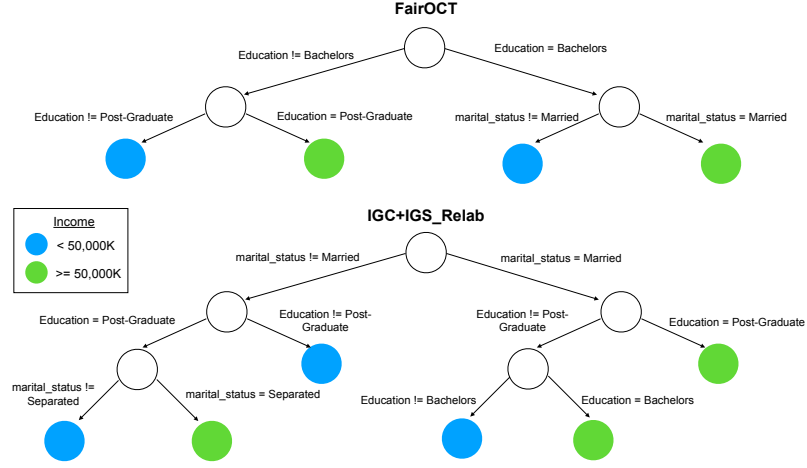 FairOCT
Education != Bachelors
Education = Bachelors
Education != Post-Graduate
Education = Post-Graduate
marital_status != Married
marital_status = Married
Income
< 50,000K
>= 50,000K
IGC+IGS_Relab
marital_status != Married
marital_status = Married
Education = Post-Graduate
Education != Post-
Graduate
Education != Post-
Graduate
Education = Post-Graduate
marital_status !=
Separated
marital_status = Separated
Education != Bachelors
Education = Bachelors